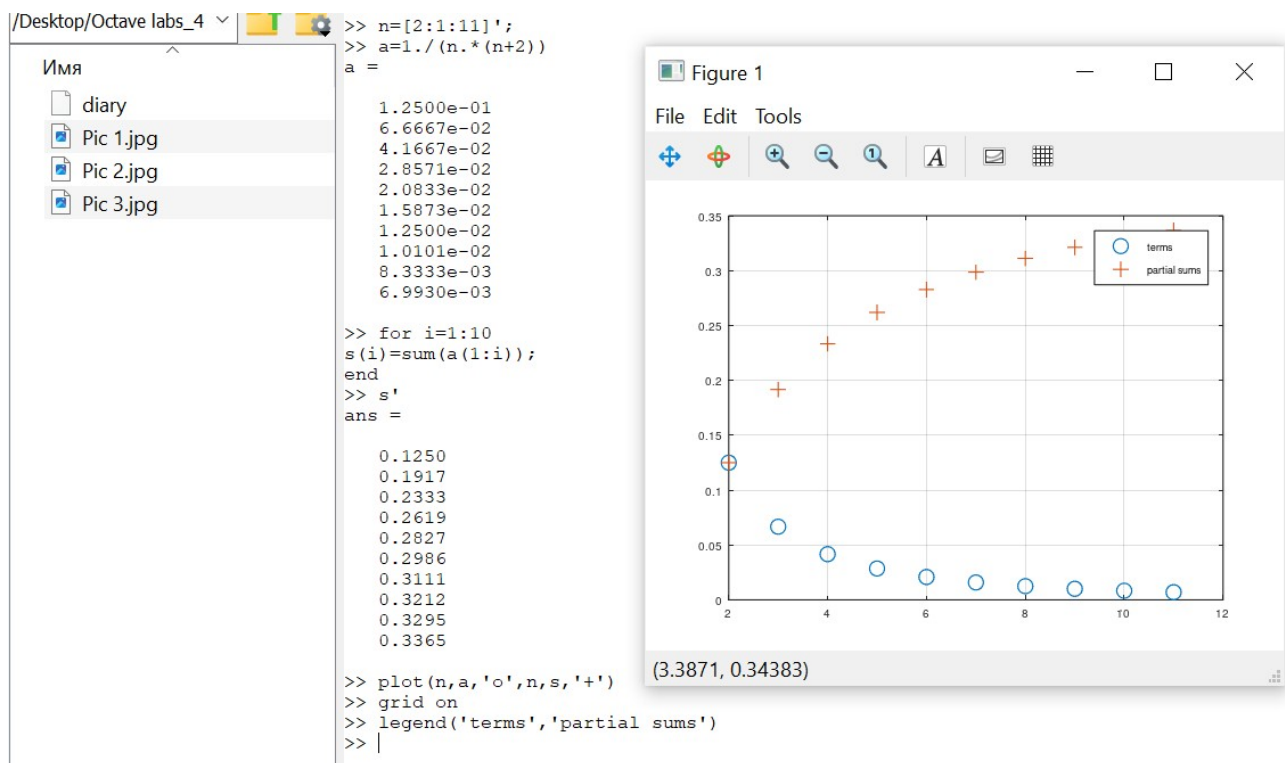 /Desktop/Octave labs_4
Имя
diary
Pic 1.jpg
Pic 2.jpg
Pic 3.jpg
>> n=[2:1:11]';
>> a=1./(n.*(n+2))
a =
1.2500e-01
6.6667e-02
4.1667e-02
2.8571e-02
2.0833e-02
1.5873e-02
1.2500e-02
1.0101e-02
8.3333e-03
6.9930e-03
>> for i=1:10
s(i)=sum(a(1:i));
end
>> s'
ans =
0.1250
0.1917
0.2333
0.2619
0.2827
0.2986
0.3111
0.3212
0.3295
0.3365
>> plot(n,a,'o',n,s,'+')
>> grid on
>> legend('terms','partial sums')
>>
Figure 1
File Edit Tools
A
0.35
0.3
0.25
0.2
0.15
0.1
0.05
0
2 4 6 8 10 12
terms
partial sums
(3.3871, 0.34383)